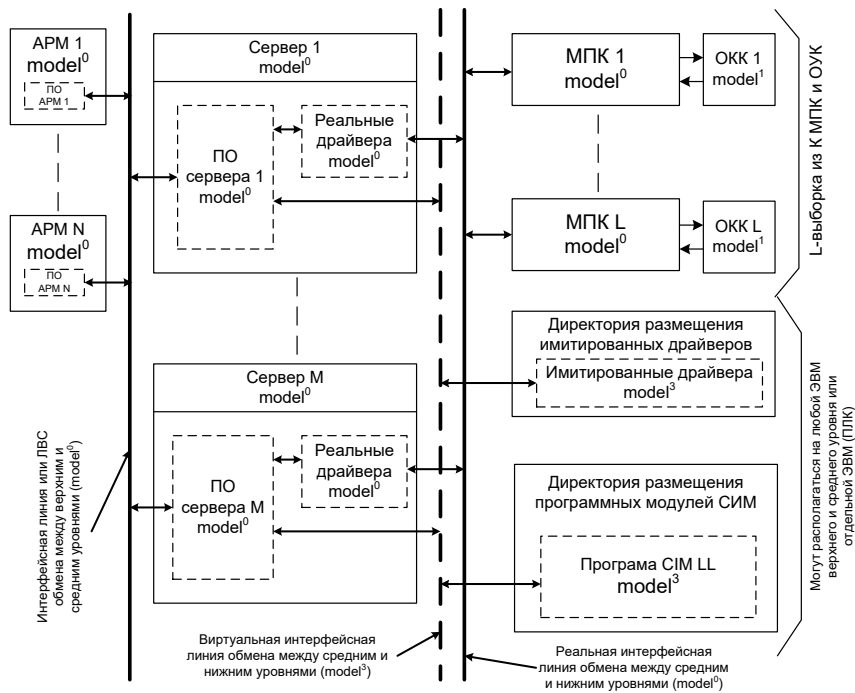 АРМ 1
model⁰
ПО
АРМ 1
АРМ N
model⁰
ПО
АРМ N
Сервер 1
model⁰
ПО
сервера 1
model⁰
Реальные
драйвера
model⁰
Сервер М
model⁰
ПО
сервера М
model⁰
Реальные
драйвера
model⁰
МПК 1
model⁰
ОКК 1
model¹
МПК L
model⁰
ОКК L
model¹
Директория размещения
имитированных драйверов
Имитированные драйвера
model³
Директория размещения
программных модулей СИМ
Програма CIM LL
model³
L-выборка из К МПК и ОУК
Могут располагаться на любой ЭВМ
верхнего и среднего уровня или
отдельной ЭВМ (ПЛК)
Интерфейсная линия или ЛВС
обмена между верхним и
средним уровнями (model⁰)
Виртуальная интерфейсная
линия обмена между средним и
нижним уровнями (model³)
Реальная интерфейсная
линия обмена между средним
и нижним уровнями (model⁰)